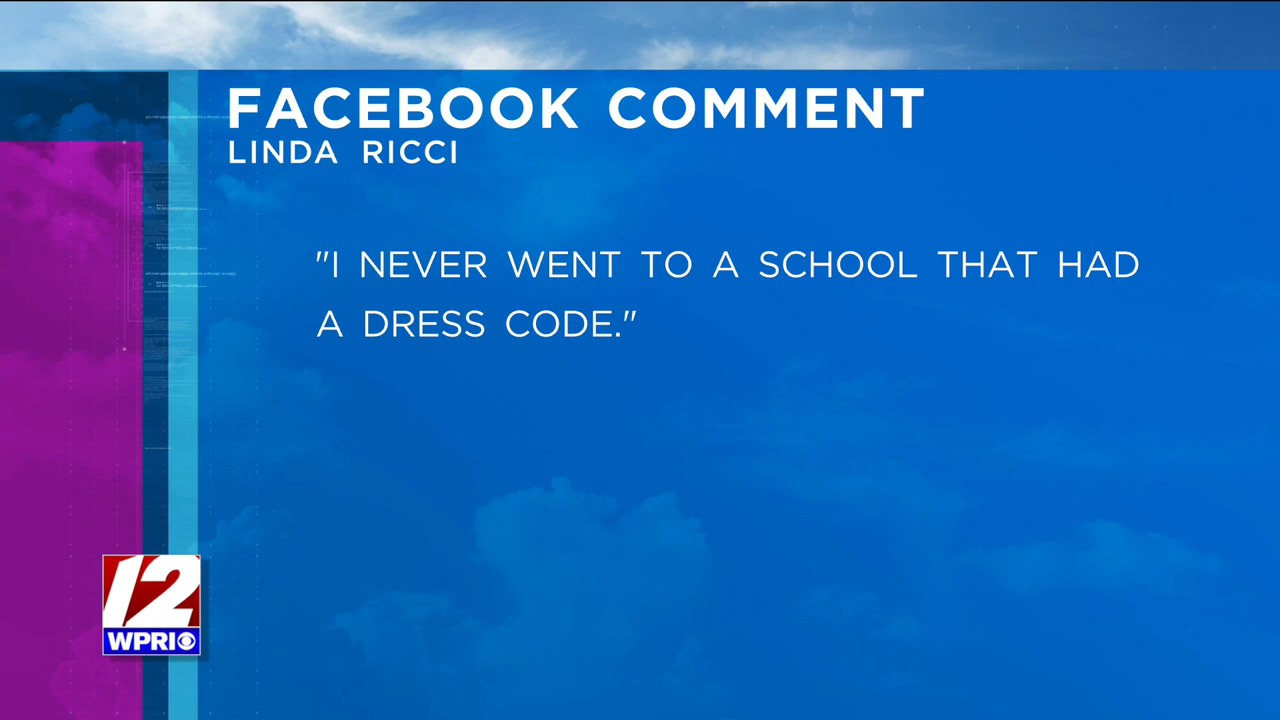 FACEBOOK COMMENT
LINDA RICCI
"I NEVER WENT TO A SCHOOL THAT HAD
A DRESS CODE."
12
WPRI